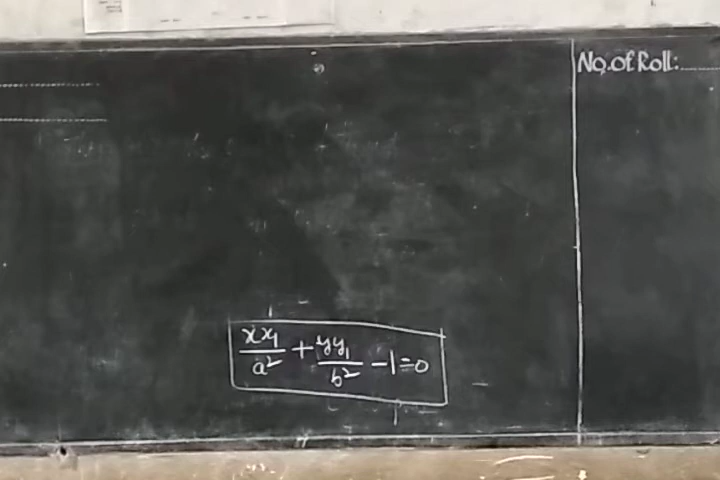 No. of Roll:
xx₁/a² + yy₁/b² - 1 = 0